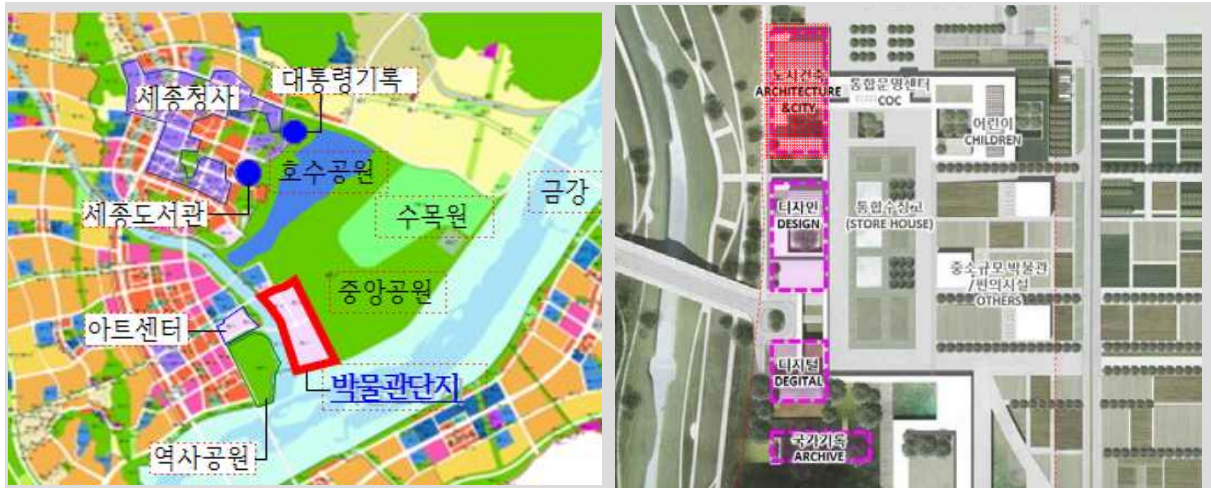 세종청사
대통령기록
호수공원
세종도서관
수목원
금강
중앙공원
아트센터
박물관단지
역사공원
도시건축
ARCHITECTURE
&CITY
통합운영센터
COC
어린이
CHILDREN
디자인
DESIGN
통합수장고
(STORE HOUSE)
중소규모 박물관
/편의시설
OTHERS
디지털
DEGITAL
국가기록
ARCHIVE